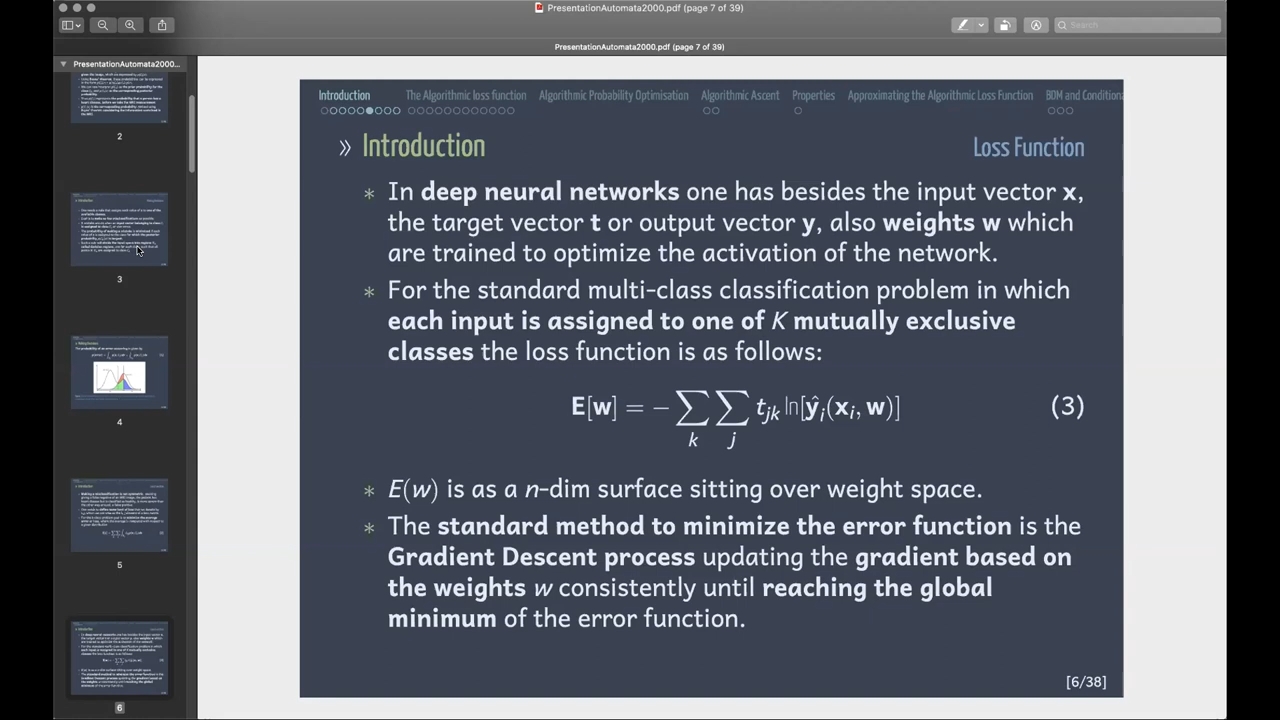 PresentationAutomata2000.pdf (page 7 of 39)
Search
PresentationAutomata2000.pdf (page 7 of 39)
PresentationAutomata2000...
2
3
4
5
6
Introduction
The Algorithmic loss function
Algorithmic Probability Optimisation
Algorithmic Ascent
Properties
Approximating the Algorithmic Loss Function
BDM and Conditiona
» Introduction
Loss Function
* In deep neural networks one has besides the input vector x,
the target vector t or output vector y, also weights w which
are trained to optimize the activation of the network.
* For the standard multi-class classification problem in which
each input is assigned to one of K mutually exclusive
classes the loss function is as follows:
E[w] = − ∑_k ∑_j t_{jk} ln[ŷ_i(x_i, w)] (3)
* E(w) is as a n-dim surface sitting over weight space.
* The standard method to minimize the error function is the
Gradient Descent process updating the gradient based on
the weights w consistently until reaching the global
minimum of the error function.
[6/38]